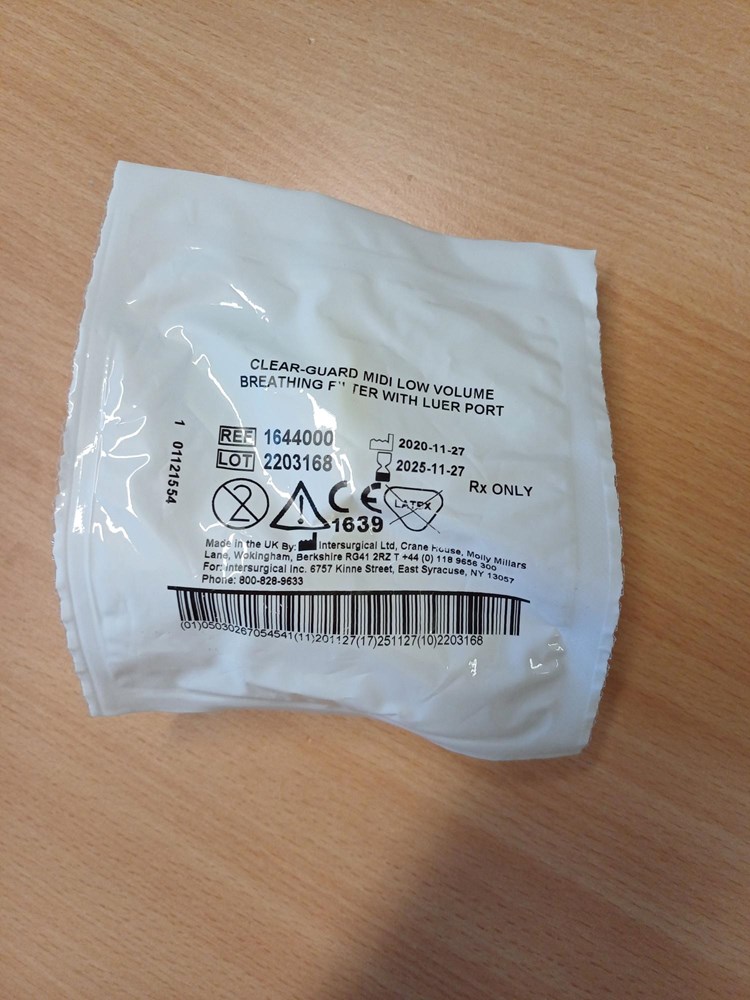 CLEAR-GUARD MIDI LOW VOLUME
BREATHING WITH LUER PORT
REF 1644000
2020-11-27
LOT 2203168
2025-11-27
Rx ONLY
2
CE
1639
LATEX
1 01121554
Made in the UK By: Intersurgical Ltd, Crane House, Molly Millars
Lane, Wokingham, Berkshire RG41 2RZ T +44 (0) 118 9656 300
For: Intersurgical Inc. 6757 Kinne Street, East Syracuse, NY 13057
Phone: 800-828-9633
(01)05030267054541(11)201127(17)251127(10)2203168